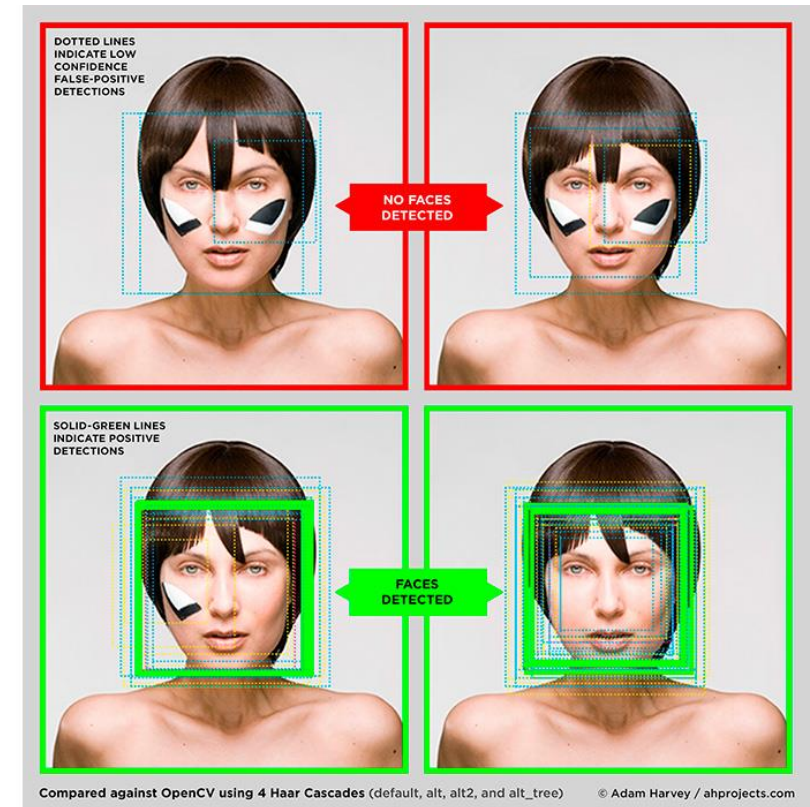 DOTTED LINES
INDICATE LOW
CONFIDENCE
FALSE-POSITIVE
DETECTIONS
NO FACES
DETECTED
SOLID-GREEN LINES
INDICATE POSITIVE
DETECTIONS
FACES
DETECTED
Compared against OpenCV using 4 Haar Cascades (default, alt, alt2, and alt_tree) © Adam Harvey / ahprojects.com